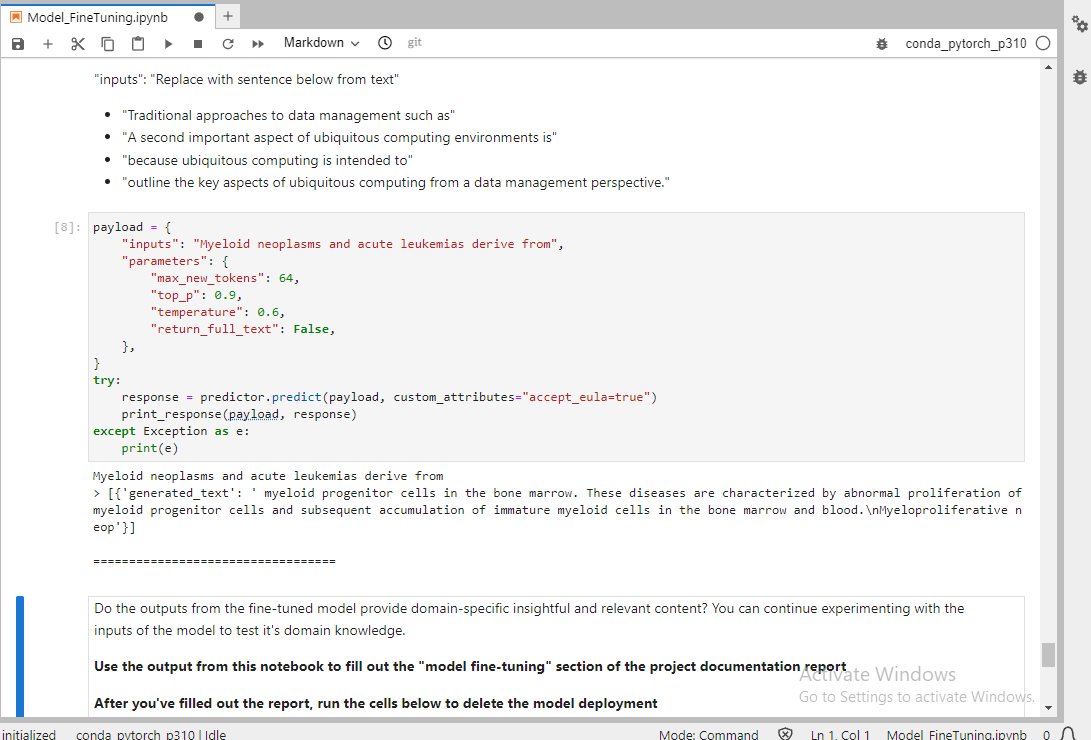 Model_FineTuning.ipynb
Markdown
git
conda_pytorch_p310
"inputs": "Replace with sentence below from text"
• "Traditional approaches to data management such as"
• "A second important aspect of ubiquitous computing environments is"
• "because ubiquitous computing is intended to"
• "outline the key aspects of ubiquitous computing from a data management perspective."
[8]:
payload = {
    "inputs": "Myeloid neoplasms and acute leukemias derive from",
    "parameters": {
        "max_new_tokens": 64,
        "top_p": 0.9,
        "temperature": 0.6,
        "return_full_text": False,
    },
}
try:
    response = predictor.predict(payload, custom_attributes="accept_eula=true")
    print_response(payload, response)
except Exception as e:
    print(e)
Myeloid neoplasms and acute leukemias derive from
> [{'generated_text': ' myeloid progenitor cells in the bone marrow. These diseases are characterized by abnormal proliferation of
myeloid progenitor cells and subsequent accumulation of immature myeloid cells in the bone marrow and blood.\nMyeloproliferative n
eop'}]
==================================
Do the outputs from the fine-tuned model provide domain-specific insightful and relevant content? You can continue experimenting with the
inputs of the model to test it's domain knowledge.
Use the output from this notebook to fill out the "model fine-tuning" section of the project documentation report
After you've filled out the report, run the cells below to delete the model deployment
Activate Windows
Go to Settings to activate Windows.
initialized
conda_pytorch_p310 | Idle
Mode: Command
Ln 1, Col 1
Model_FineTuning.ipynb
0